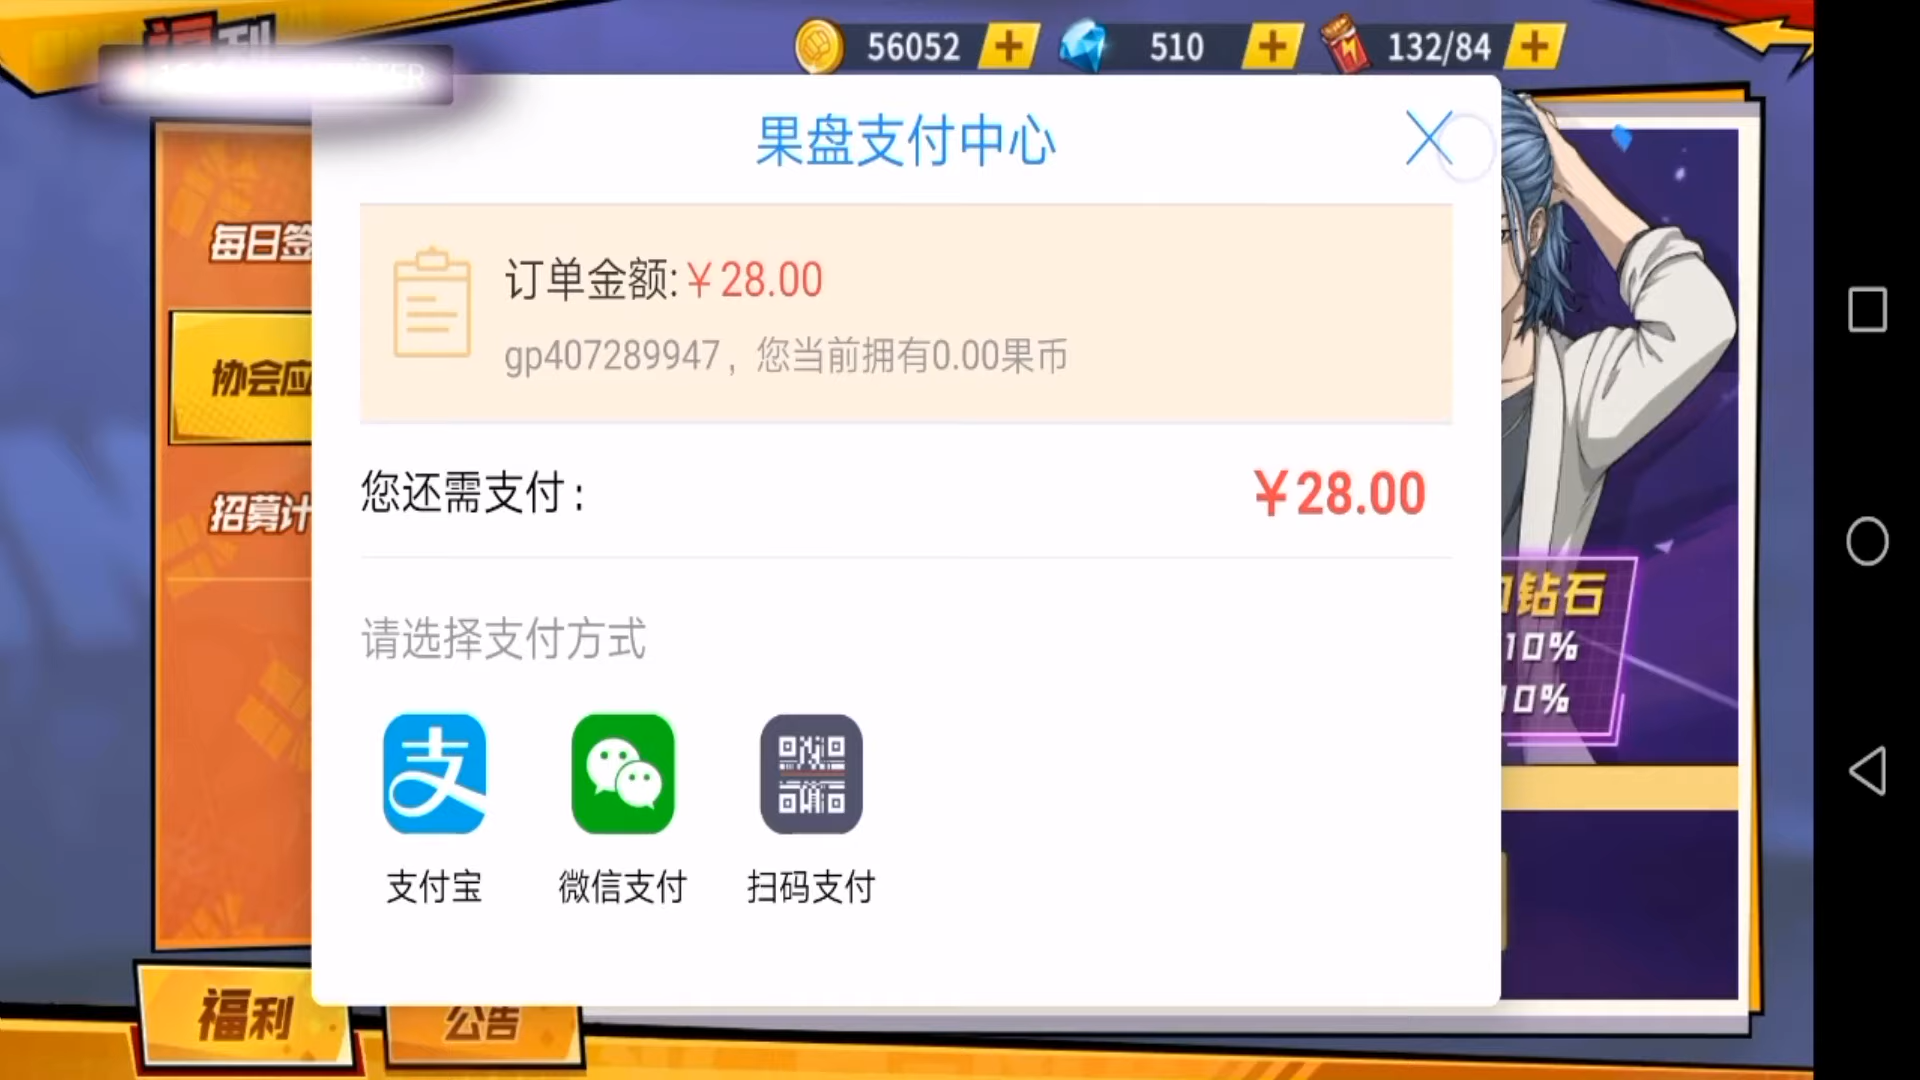 福利
56052
510
132/84
果盘支付中心
订单金额:￥28.00
gp407289947，您当前拥有0.00果币
您还需支付：
￥28.00
请选择支付方式
支付宝
微信支付
扫码支付
每日签
协会应
招募计
钻石
10%
10%
福利
公告